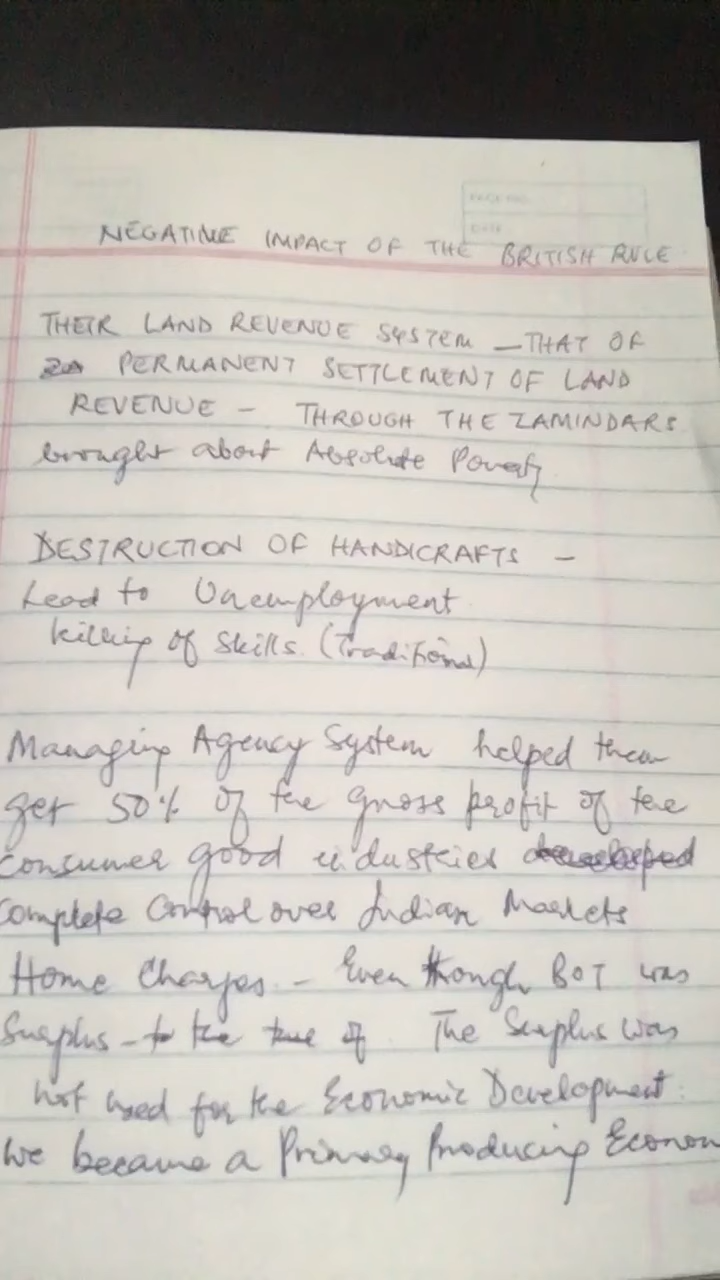 PAGE NO.
DATE
NEGATIVE IMPACT OF THE BRITISH RULE
THEIR LAND REVENUE SYSTEM – THAT OF
PERMANENT SETTLEMENT OF LAND
REVENUE – THROUGH THE ZAMINDARS
brought about Absolute Poverty
DESTRUCTION OF HANDICRAFTS –
Lead to Unemployment
killing of Skills. (Traditional)
Managing Agency System helped them
get 50% of the gross profit of the
consumer good industries
Complete Control over Indian Markets
Home Charges. – Even though BOT was
Surplus – to the tune of. The Surplus was
not used for the Economic Development.
We became a Primary Producing Econom